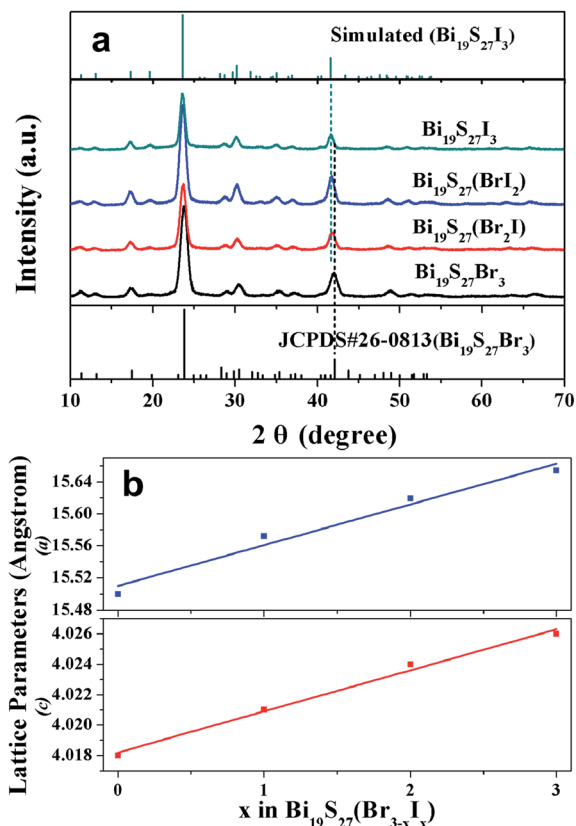 a
Simulated (Bi₁₉S₂₇I₃)
Bi₁₉S₂₇I₃
Bi₁₉S₂₇(BrI₂)
Bi₁₉S₂₇(Br₂I)
Bi₁₉S₂₇Br₃
JCPDS#26-0813(Bi₁₉S₂₇Br₃)
Intensity (a.u.)
10 20 30 40 50 60 70
2 θ (degree)
b
Lattice Parameters (Angstrom)
(a)
(c)
15.64
15.60
15.56
15.52
15.48
4.026
4.024
4.022
4.020
4.018
0 1 2 3
x in Bi₁₉S₂₇(Br₃₋ₓIₓ)